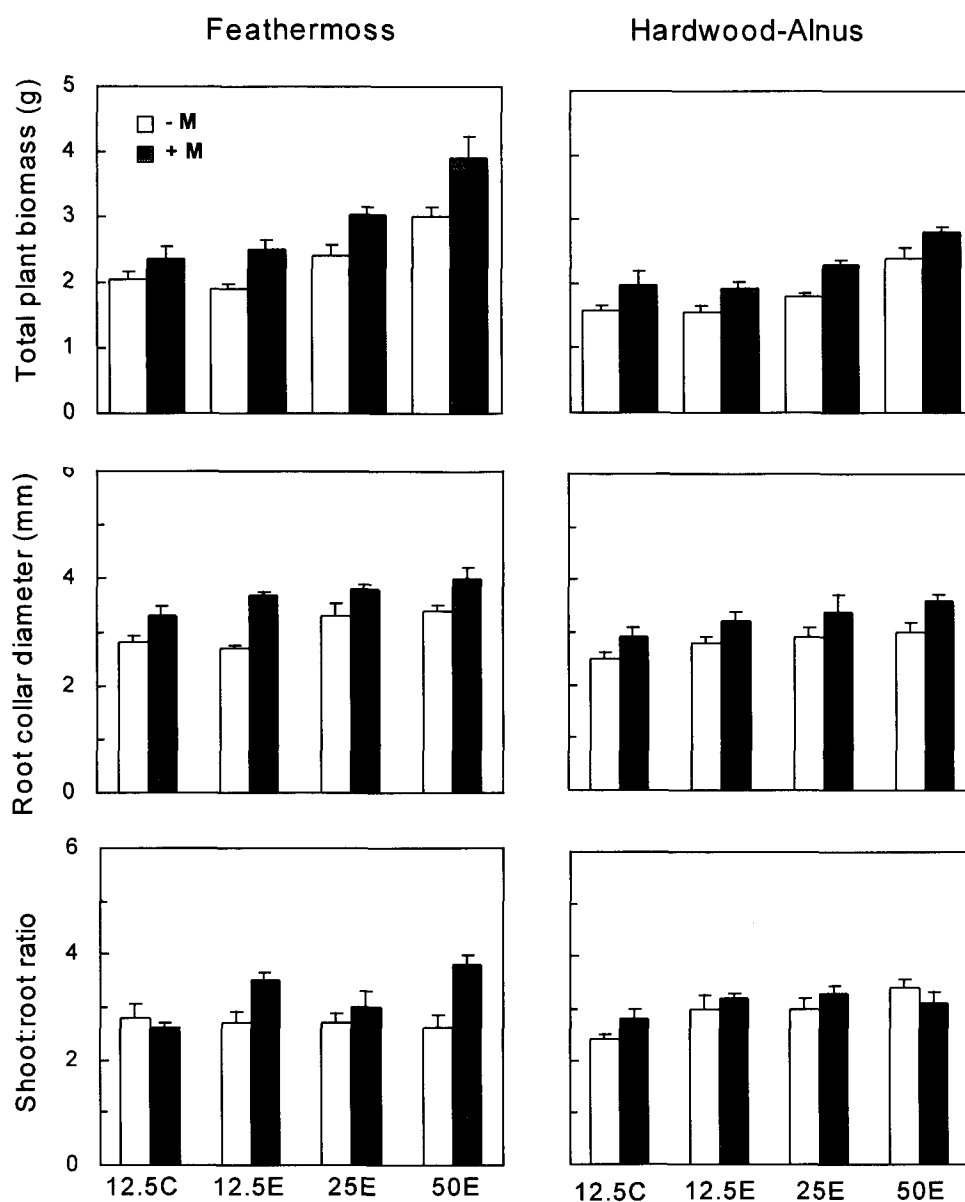 Feathermoss Hardwood-Alnus
Total plant biomass (g)
5
4
3
2
1
0
- M
+ M
Root collar diameter (mm)
6
4
2
0
Shoot:root ratio
6
4
2
0
12.5C 12.5E 25E 50E
12.5C 12.5E 25E 50E